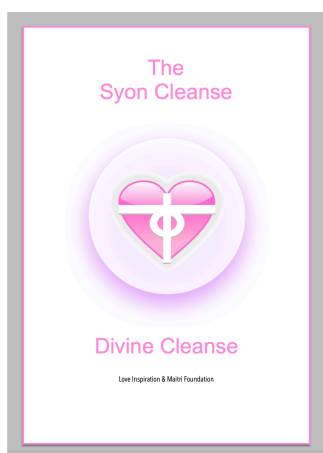 The
Syon Cleanse
Divine Cleanse
Love Inspiration & Maitri Foundation